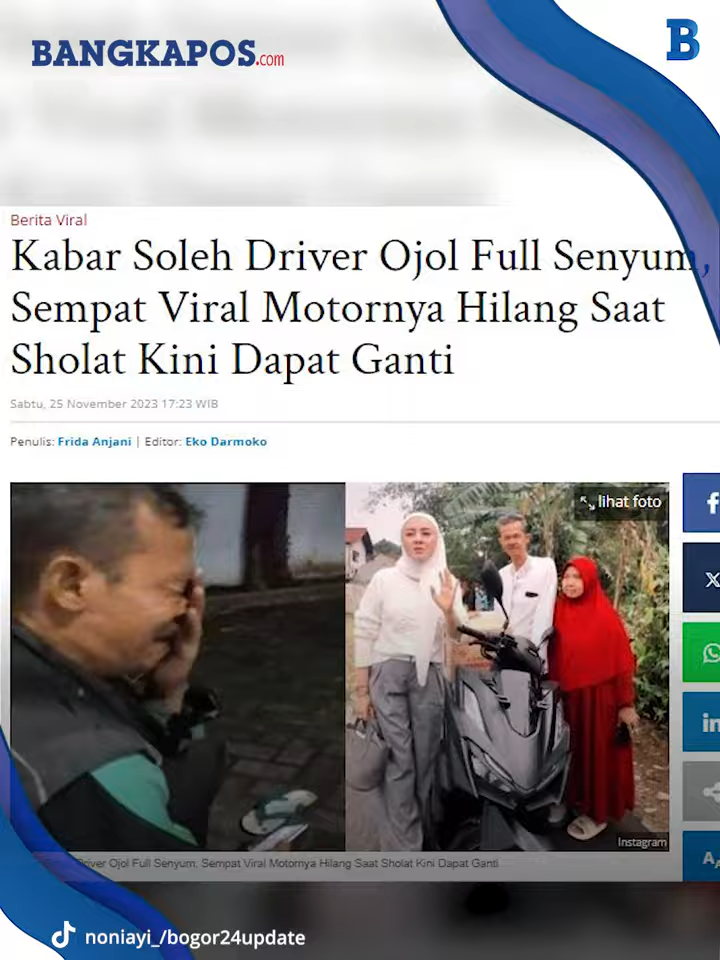 BANGKAPOS.com
B
Berita Viral
Kabar Soleh Driver Ojol Full Senyum,
Sempat Viral Motornya Hilang Saat
Sholat Kini Dapat Ganti
Sabtu, 25 November 2023 17:23 WIB
Penulis: Frida Anjani | Editor: Eko Darmoko
lihat foto
f
X
in
Instagram
A
Driver Ojol Full Senyum, Sempat Viral Motornya Hilang Saat Sholat Kini Dapat Ganti
noniayi_/bogor24update